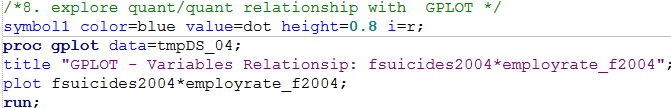 /*8. explore quant/quant relationship with  GPLOT */
symbol1 color=blue value=dot height=0.8 i=r;
proc gplot data=tmpDS_04;
title "GPLOT - Variables Relationsip: fsuicides2004*employrate_f2004";
plot fsuicides2004*employrate_f2004;
run;